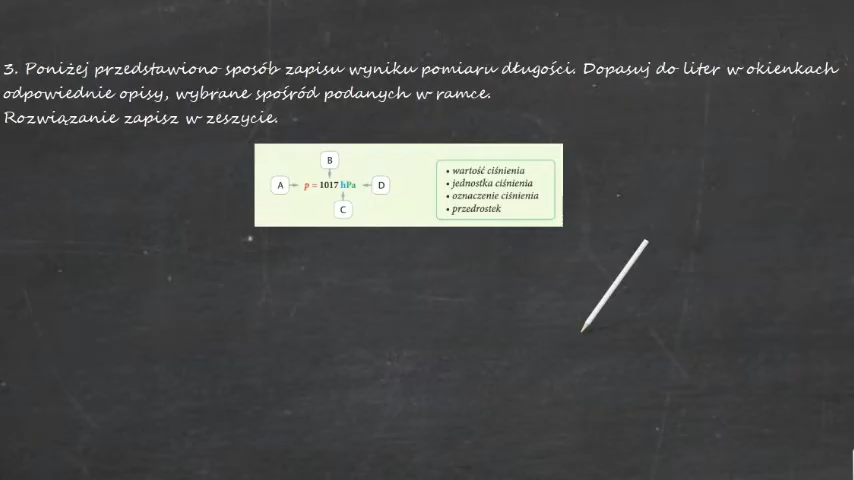 3. Poniżej przedstawiono sposób zapisu wyniku pomiaru długości. Dopasuj do liter w okienkach
odpowiednie opisy, wybrane spośród podanych w ramce.
Rozwiązanie zapisz w zeszycie.
B
A p = 1017 hPa D
C
• wartość ciśnienia
• jednostka ciśnienia
• oznaczenie ciśnienia
• przedrostek